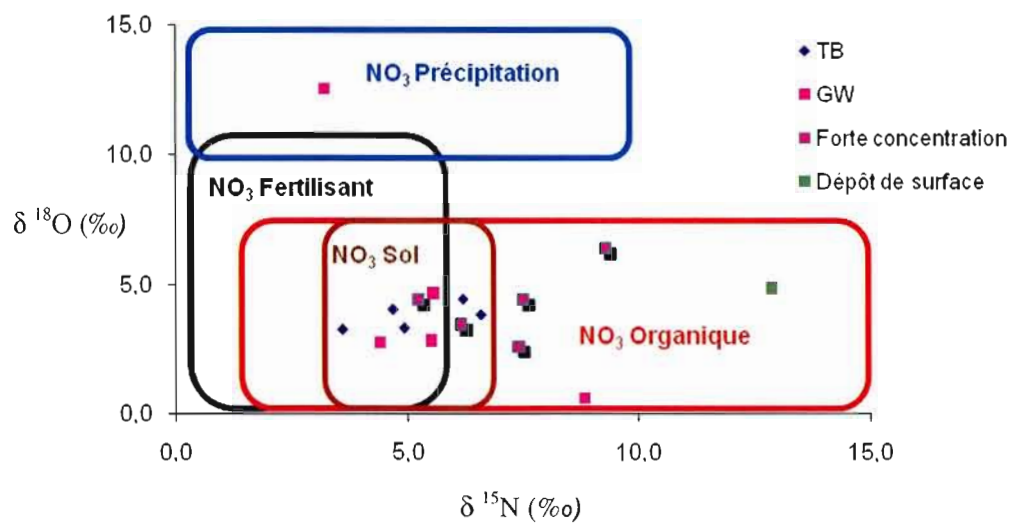 15,0
10,0
5,0
0,0
δ ¹⁸O (‰)
NO₃ Précipitation
NO₃ Fertilisant
NO₃ Sol
NO₃ Organique
TB
GW
Forte concentration
Dépôt de surface
0,0 5,0 10,0 15,0
δ ¹⁵N (‰)